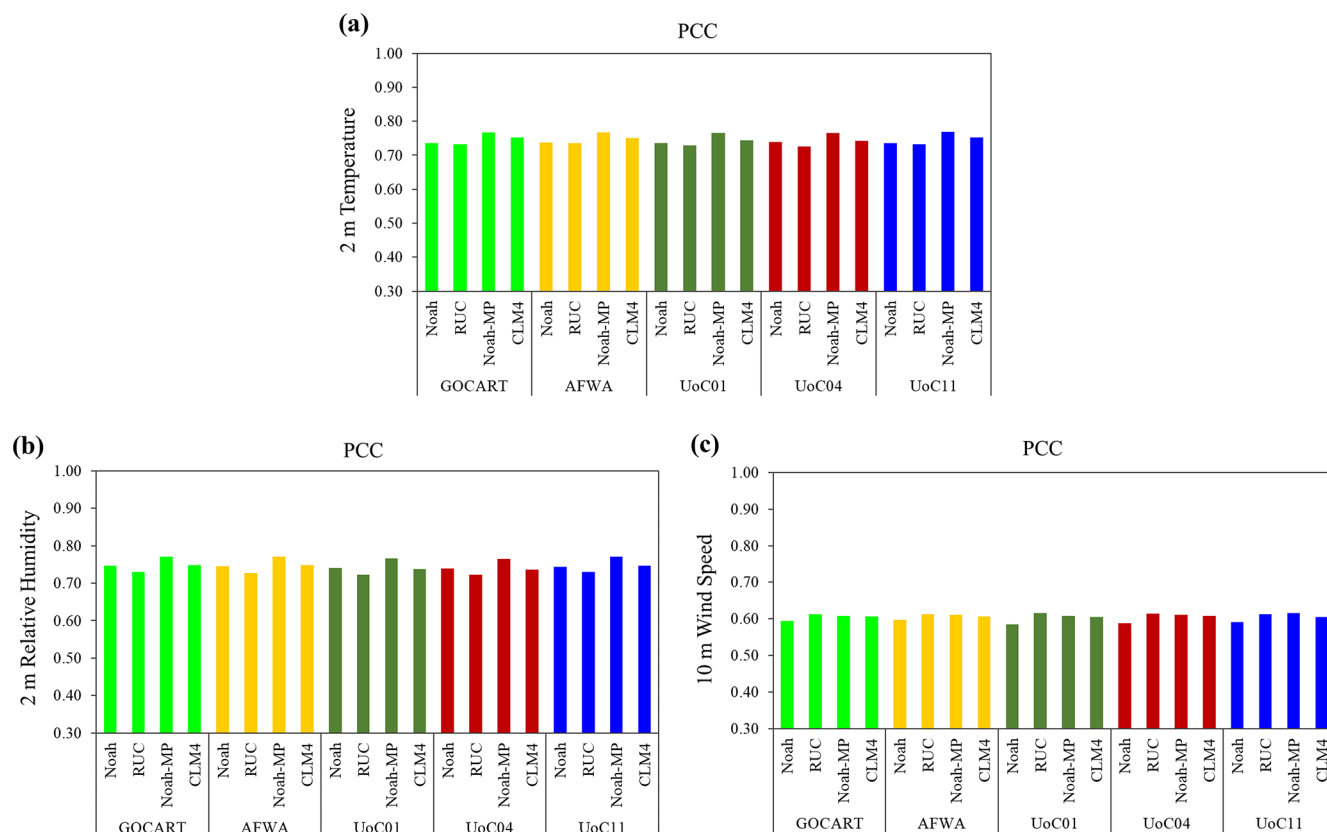 (a)
PCC
2 m Temperature
1.00
0.90
0.80
0.70
0.60
0.50
0.40
0.30
Noah RUC Noah-MP CLM4 Noah RUC Noah-MP CLM4 Noah RUC Noah-MP CLM4 Noah RUC Noah-MP CLM4 Noah RUC Noah-MP CLM4
GOCART AFWA UoC01 UoC04 UoC11
(b)
PCC
2 m Relative Humidity
1.00
0.90
0.80
0.70
0.60
0.50
0.40
0.30
Noah RUC Noah-MP CLM4 Noah RUC Noah-MP CLM4 Noah RUC Noah-MP CLM4 Noah RUC Noah-MP CLM4 Noah RUC Noah-MP CLM4
GOCART AFWA UoC01 UoC04 UoC11
(c)
PCC
10 m Wind Speed
1.00
0.90
0.80
0.70
0.60
0.50
0.40
0.30
Noah RUC Noah-MP CLM4 Noah RUC Noah-MP CLM4 Noah RUC Noah-MP CLM4 Noah RUC Noah-MP CLM4 Noah RUC Noah-MP CLM4
GOCART AFWA UoC01 UoC04 UoC11